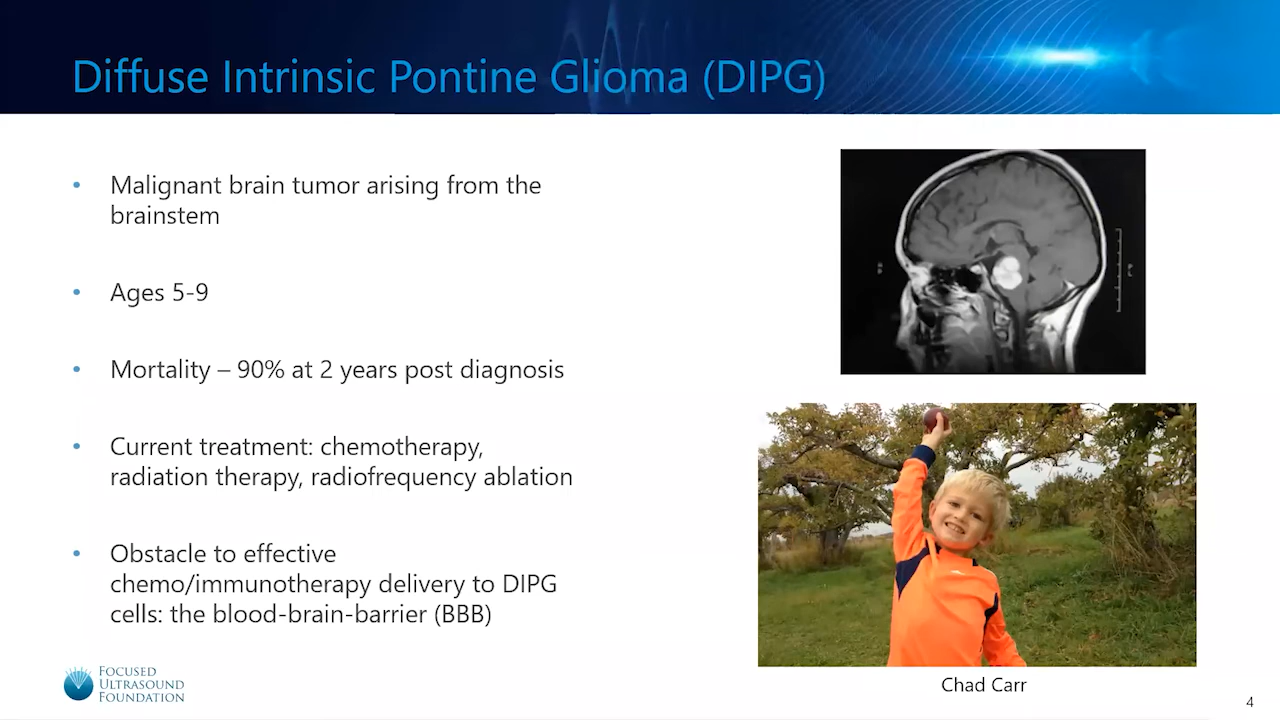 Diffuse Intrinsic Pontine Glioma (DIPG)
• Malignant brain tumor arising from the
brainstem
• Ages 5-9
• Mortality – 90% at 2 years post diagnosis
• Current treatment: chemotherapy,
radiation therapy, radiofrequency ablation
• Obstacle to effective
chemo/immunotherapy delivery to DIPG
cells: the blood-brain-barrier (BBB)
Chad Carr
FOCUSED
ULTRASOUND
FOUNDATION
4